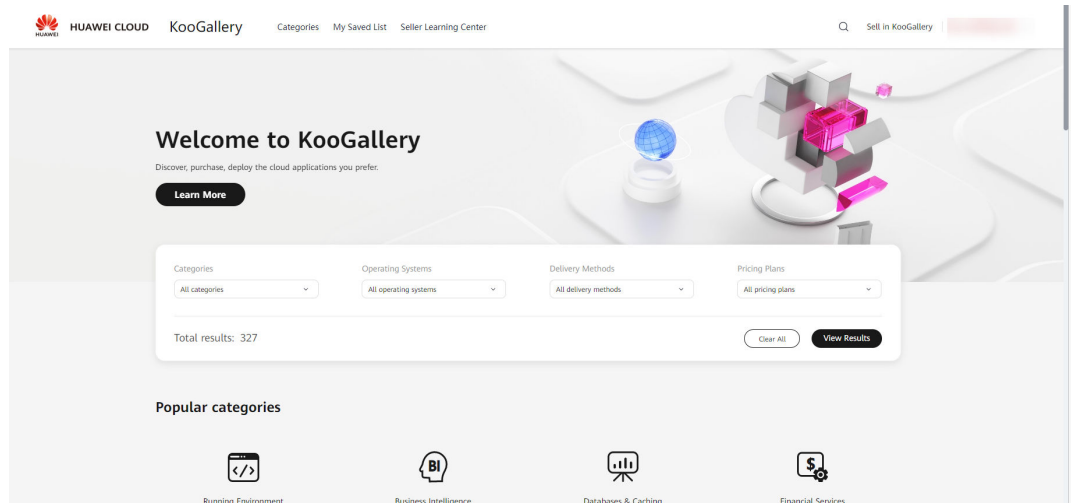 HUAWEI
HUAWEI CLOUD KooGallery Categories My Saved List Seller Learning Center Sell in KooGallery
Welcome to KooGallery
Discover, purchase, deploy the cloud applications you prefer.
Learn More
Categories Operating Systems Delivery Methods Pricing Plans
All categories All operating systems All delivery methods All pricing plans
Total results: 327 Clear All View Results
Popular categories
BI
$
Running Environment Business Intelligence Databases & Caching Financial Services